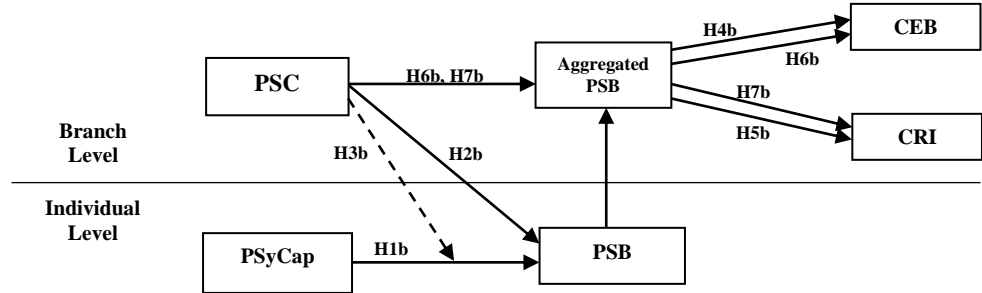 H4b
CEB
H6b
PSC
H6b, H7b
Aggregated
PSB
H7b
H5b
CRI
Branch
Level
H3b
H2b
Individual
Level
PSyCap
H1b
PSB